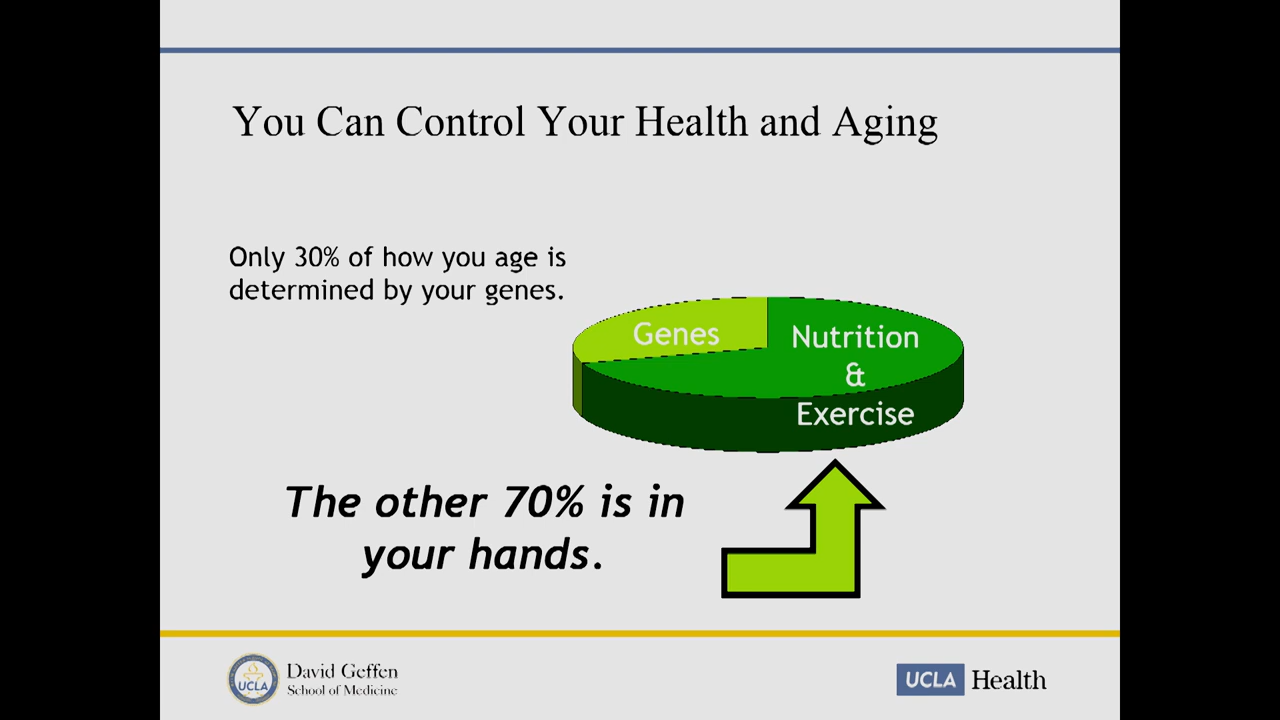 You Can Control Your Health and Aging
Only 30% of how you age is
determined by your genes.
Genes
Nutrition
&
Exercise
The other 70% is in
your hands.
UCLA
David Geffen
School of Medicine
UCLA Health